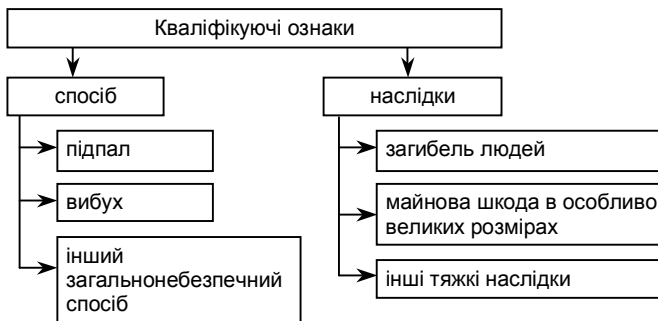 Кваліфікуючі ознаки
спосіб
підпал
вибух
інший
загальнонебезпечний
спосіб
наслідки
загибель людей
майнова шкода в особливо
великих розмірах
інші тяжкі наслідки